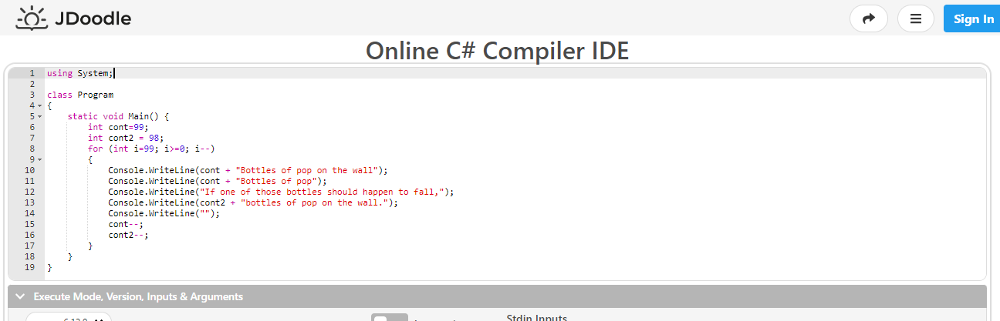 JDoodle
Sign In
Online C# Compiler IDE
1 using System;
2
3 class Program
4 {
5 static void Main() {
6 int cont=99;
7 int cont2 = 98;
8 for (int i=99; i>=0; i--)
9 {
10 Console.WriteLine(cont + "Bottles of pop on the wall");
11 Console.WriteLine(cont + "Bottles of pop");
12 Console.WriteLine("If one of those bottles should happen to fall,");
13 Console.WriteLine(cont2 + "bottles of pop on the wall.");
14 Console.WriteLine("");
15 cont--;
16 cont2--;
17 }
18 }
19 }
Execute Mode, Version, Inputs & Arguments
Stdin Inputs